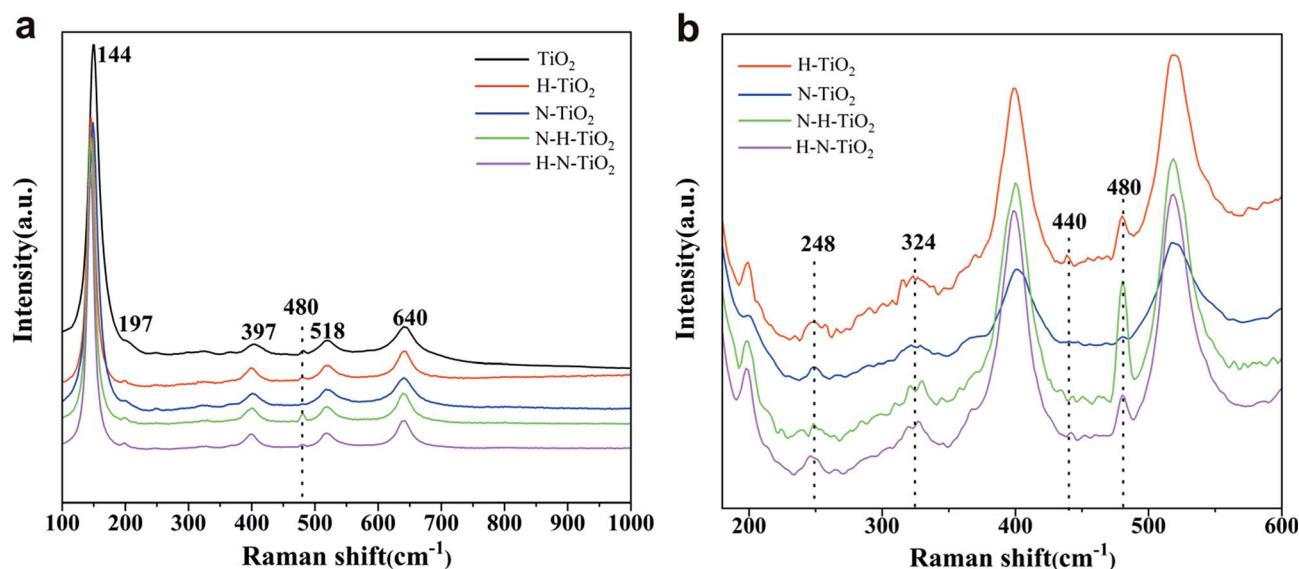 a
144
197
397
480
518
640
TiO₂
H-TiO₂
N-TiO₂
N-H-TiO₂
H-N-TiO₂
Intensity(a.u.)
100 200 300 400 500 600 700 800 900 1000
Raman shift(cm⁻¹)
b
H-TiO₂
N-TiO₂
N-H-TiO₂
H-N-TiO₂
248
324
440
480
Intensity(a.u.)
200 300 400 500 600
Raman shift(cm⁻¹)